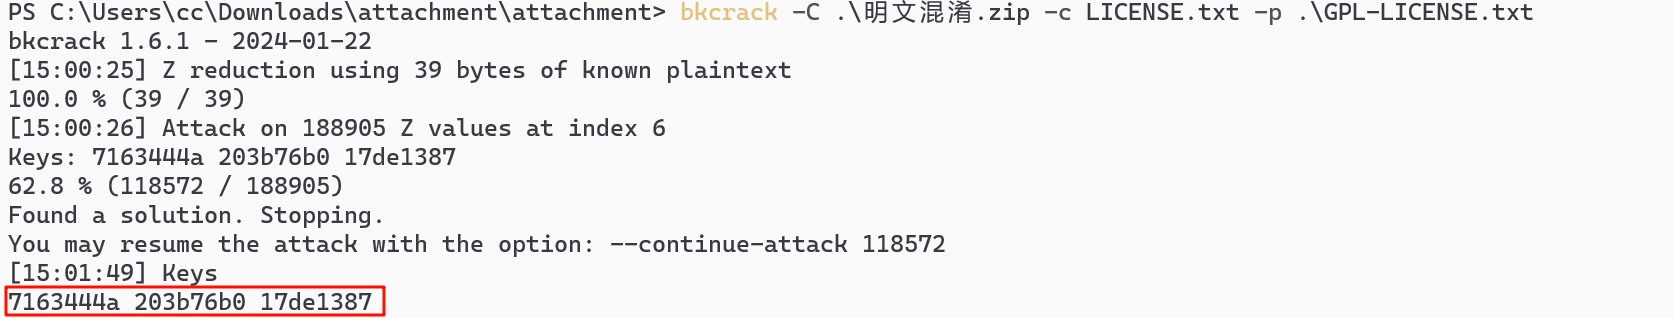 PS C:\Users\cc\Downloads\attachment\attachment> bkcrack -C .\明文混淆.zip -c LICENSE.txt -p .\GPL-LICENSE.txt
bkcrack 1.6.1 - 2024-01-22
[15:00:25] Z reduction using 39 bytes of known plaintext
100.0 % (39 / 39)
[15:00:26] Attack on 188905 Z values at index 6
Keys: 7163444a 203b76b0 17de1387
62.8 % (118572 / 188905)
Found a solution. Stopping.
You may resume the attack with the option: --continue-attack 118572
[15:01:49] Keys
7163444a 203b76b0 17de1387